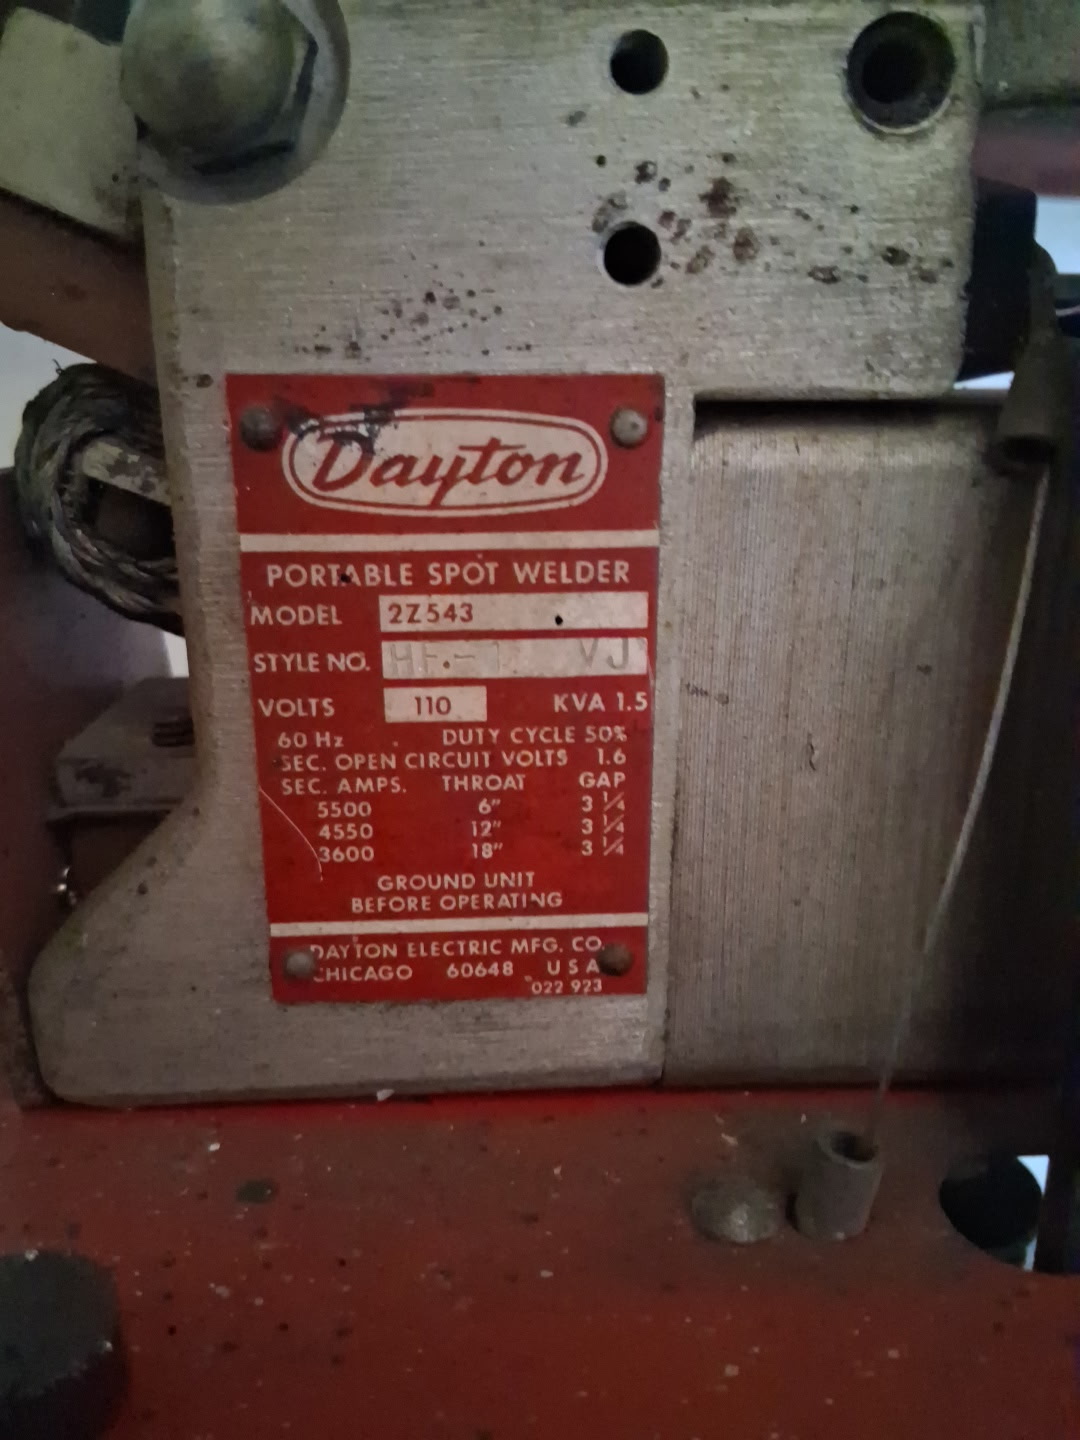 Dayton
PORTABLE SPOT WELDER
MODEL 2Z543
STYLE NO. VJ
VOLTS 110 KVA 1.5
60 Hz DUTY CYCLE 50%
SEC. OPEN CIRCUIT VOLTS 1.6
SEC. AMPS. THROAT GAP
5500 6" 3 1/4
4550 12" 3 1/4
3600 18" 3 1/4
GROUND UNIT
BEFORE OPERATING
DAYTON ELECTRIC MFG. CO.
CHICAGO 60648 USA
022 923